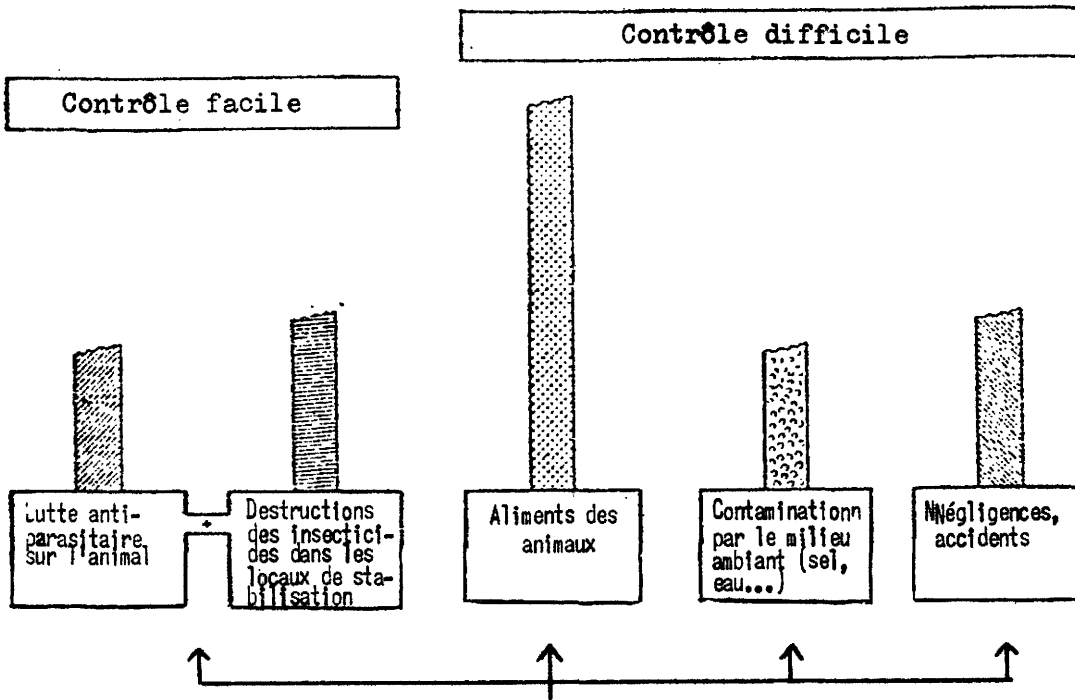 Contrôle difficile
Contrôle facile
Lutte anti-
parasitaire
sur l'animal
+
Destructions
des insectici-
des dans les
locaux de sta-
bilisation
Aliments des
animaux
Contaminationn
par le milieu
ambiant (sel,
eau...)
NNégligences,
accidents